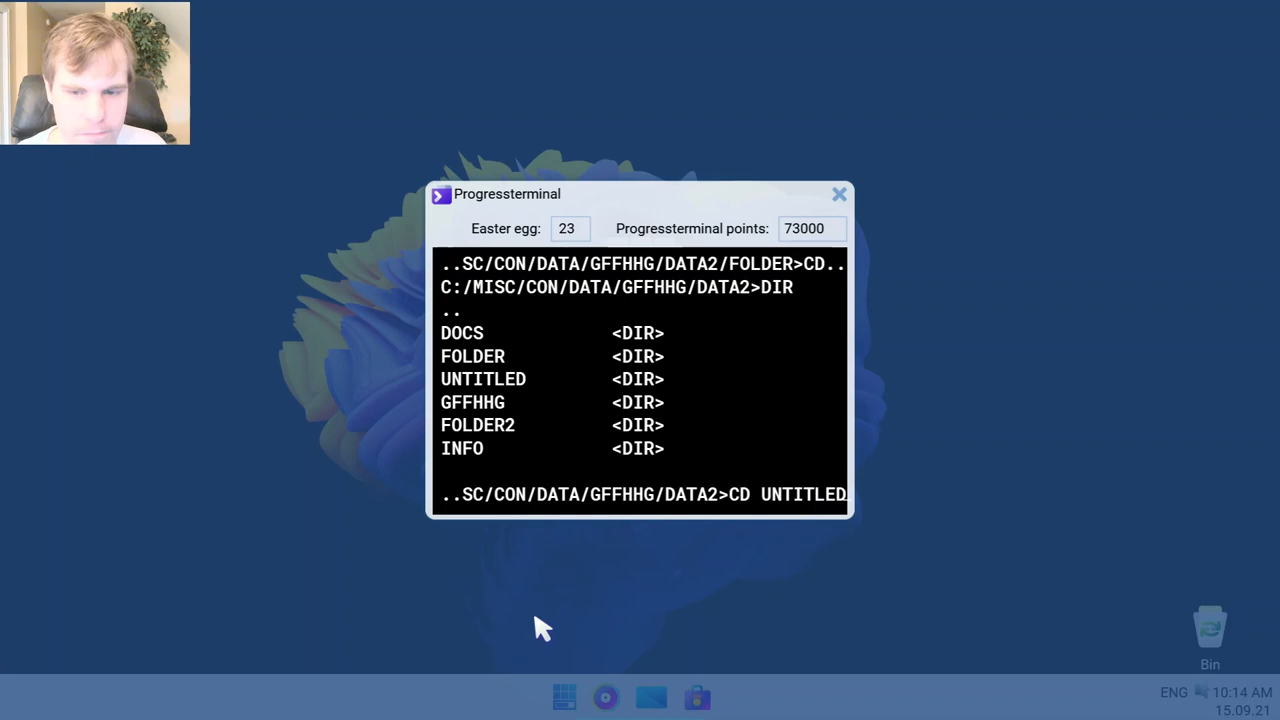 Progressterminal
Easter egg: 23 Progressterminal points: 73000
..SC/CON/DATA/GFFHHG/DATA2/FOLDER>CD..
C:/MISC/CON/DATA/GFFHHG/DATA2>DIR
..
DOCS <DIR>
FOLDER <DIR>
UNTITLED <DIR>
GFFHHG <DIR>
FOLDER2 <DIR>
INFO <DIR>
..SC/CON/DATA/GFFHHG/DATA2>CD UNTITLED
Bin
ENG 10:14 AM
15.09.21